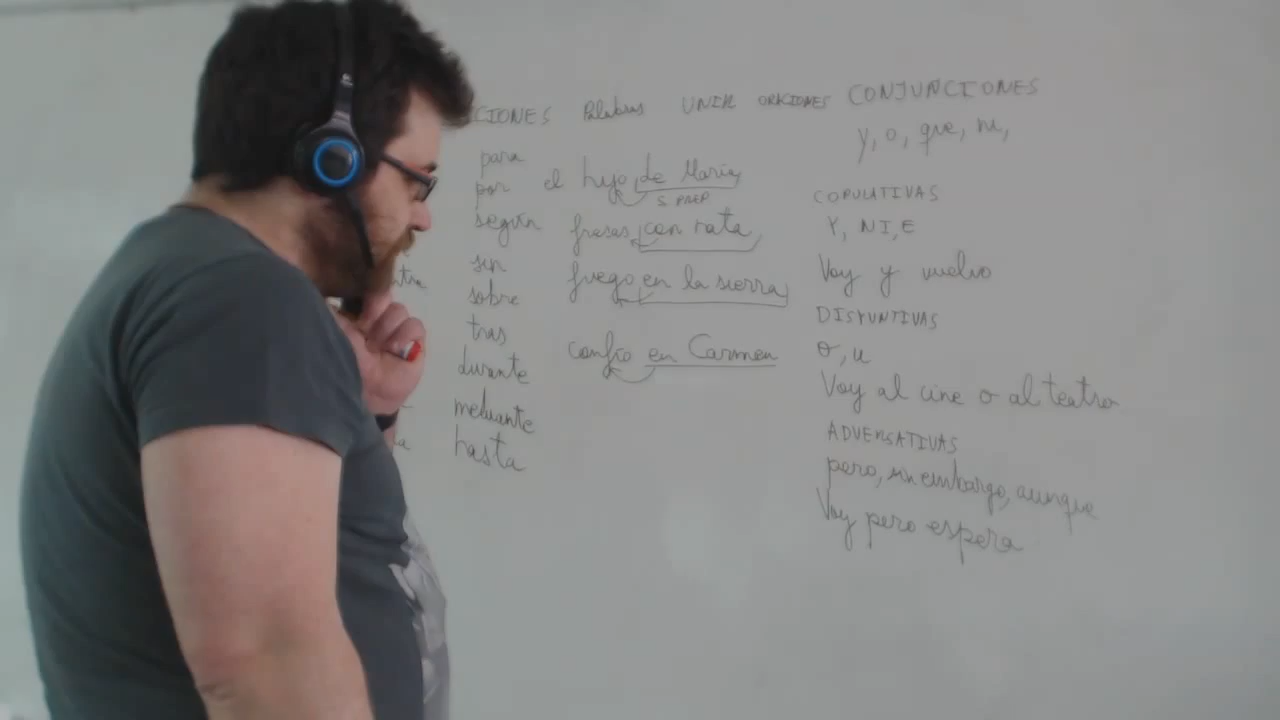 CIONES Palabras UNIR ORACIONES CONJUNCIONES
para
por
según
sin
sobre
tras
durante
mediante
hasta
el hijo de María
S. PREP
fresas con nata
fuego en la sierra
confío en Carmen
y, o, que, ni,
COPULATIVAS
Y, NI, E
Voy y vuelvo
DISYUNTIVAS
O, u
Voy al cine o al teatro
ADVERSATIVAS
pero, sin embargo, aunque
Voy pero espera